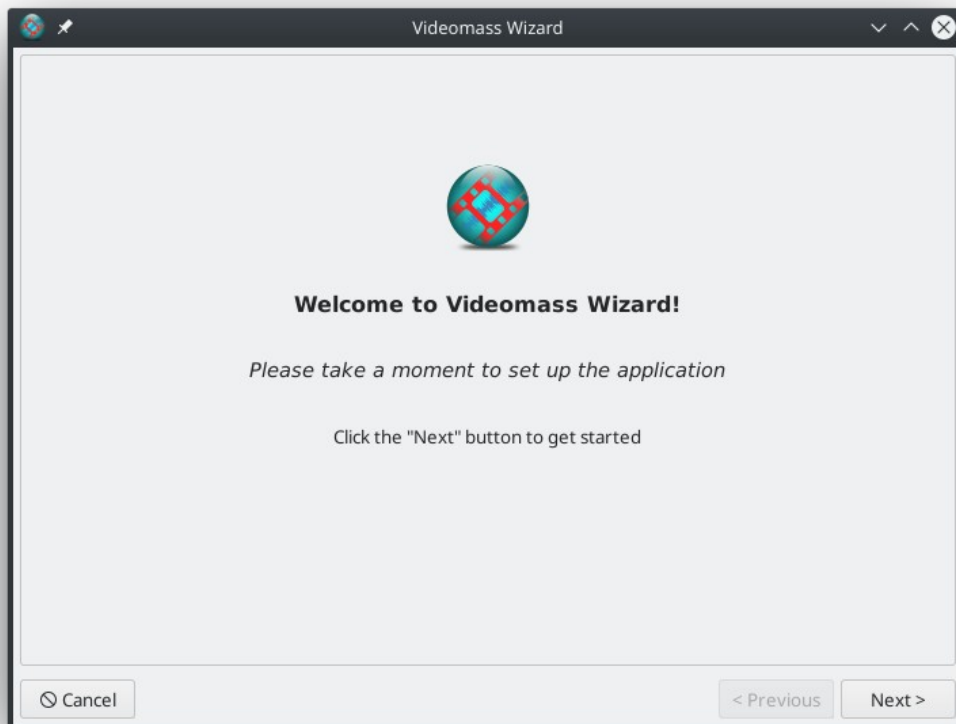 Videomass Wizard
Welcome to Videomass Wizard!
Please take a moment to set up the application
Click the "Next" button to get started
Cancel
< Previous
Next >